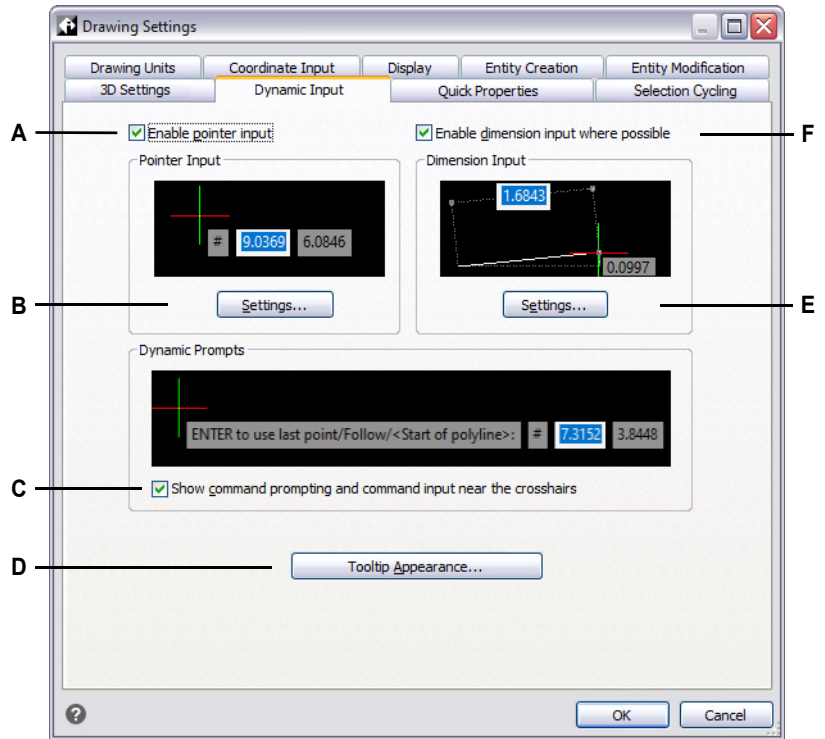 Drawing Settings
Drawing Units Coordinate Input Display Entity Creation Entity Modification
3D Settings Dynamic Input Quick Properties Selection Cycling
A Enable pointer input Enable dimension input where possible F
Pointer Input Dimension Input
1.6843
# 9.0369 6.0846
0.0997
B Settings... Settings... E
Dynamic Prompts
ENTER to use last point/Follow/<Start of polyline>: # 7.3152 3.8448
C Show command prompting and command input near the crosshairs
D Tooltip Appearance...
? OK Cancel